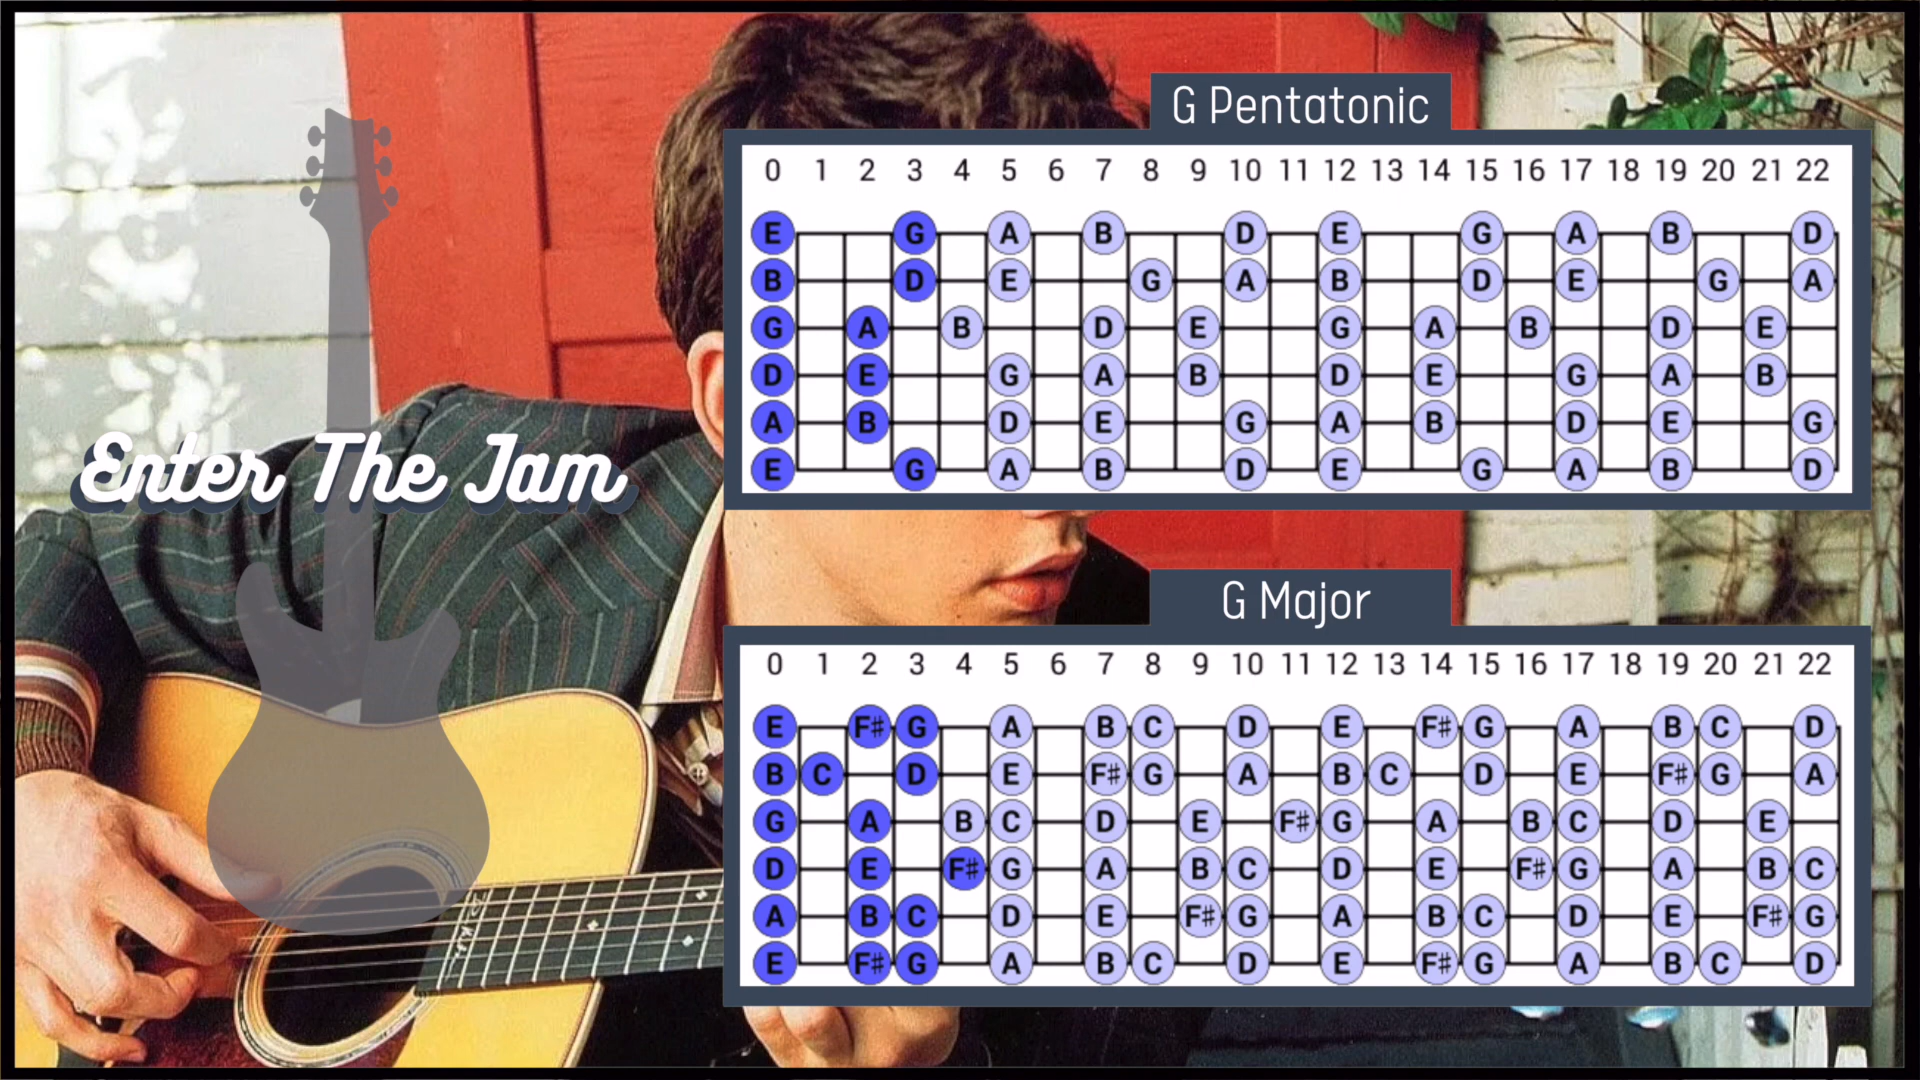 Enter The Jam
G Pentatonic
0 1 2 3 4 5 6 7 8 9 10 11 12 13 14 15 16 17 18 19 20 21 22
E G A B D E G A B D
B D E G A B D E G A
G A B D E G A B D E
D E G A B D E G A B
A B D E G A B D E G
E G A B D E G A B D
G Major
0 1 2 3 4 5 6 7 8 9 10 11 12 13 14 15 16 17 18 19 20 21 22
E F# G A B C D E F# G A B C D
B C D E F# G A B C D E F# G A
G A B C D E F# G A B C D E
D E F# G A B C D E F# G A B C
A B C D E F# G A B C D E F# G
E F# G A B C D E F# G A B C D